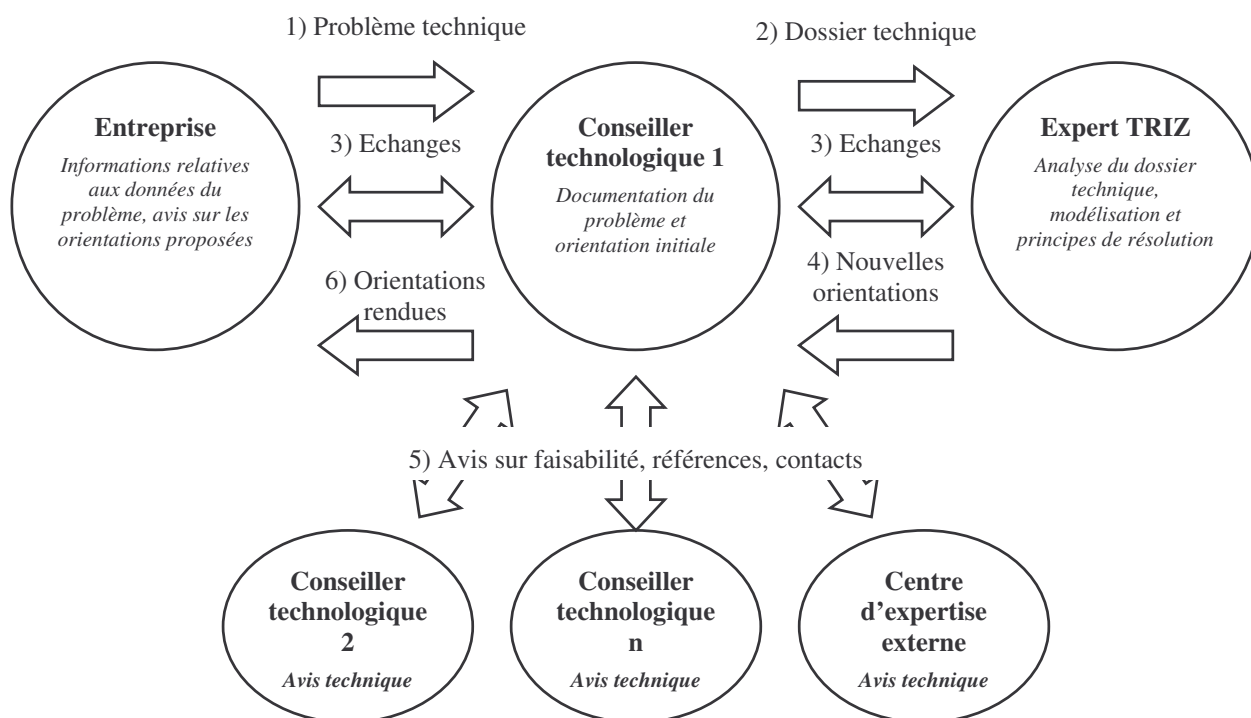 1) Problème technique
2) Dossier technique
Entreprise
Informations relatives
aux données du
problème, avis sur les
orientations proposées
3) Echanges
Conseiller
technologique 1
Documentation du
problème et
orientation initiale
3) Echanges
Expert TRIZ
Analyse du dossier
technique,
modélisation et
principes de résolution
6) Orientations
rendues
4) Nouvelles
orientations
5) Avis sur faisabilité, références, contacts
Conseiller
technologique
2
Avis technique
Conseiller
technologique
n
Avis technique
Centre
d'expertise
externe
Avis technique